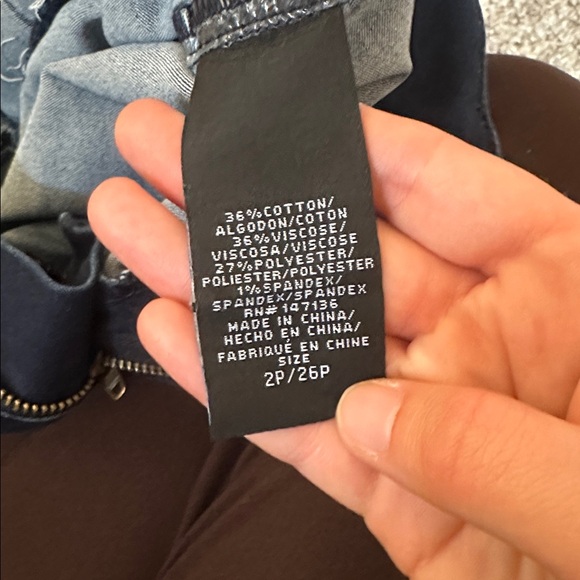 36%COTTON/
ALGODON/COTON
36%VISCOSE/
VISCOSA/VISCOSE
27%POLYESTER/
POLIESTER/POLYESTER
1%SPANDEX/
SPANDEX/SPANDEX
RN# 147136
MADE IN CHINA/
HECHO EN CHINA/
FABRIQUÉ EN CHINE
SIZE
2P/26P